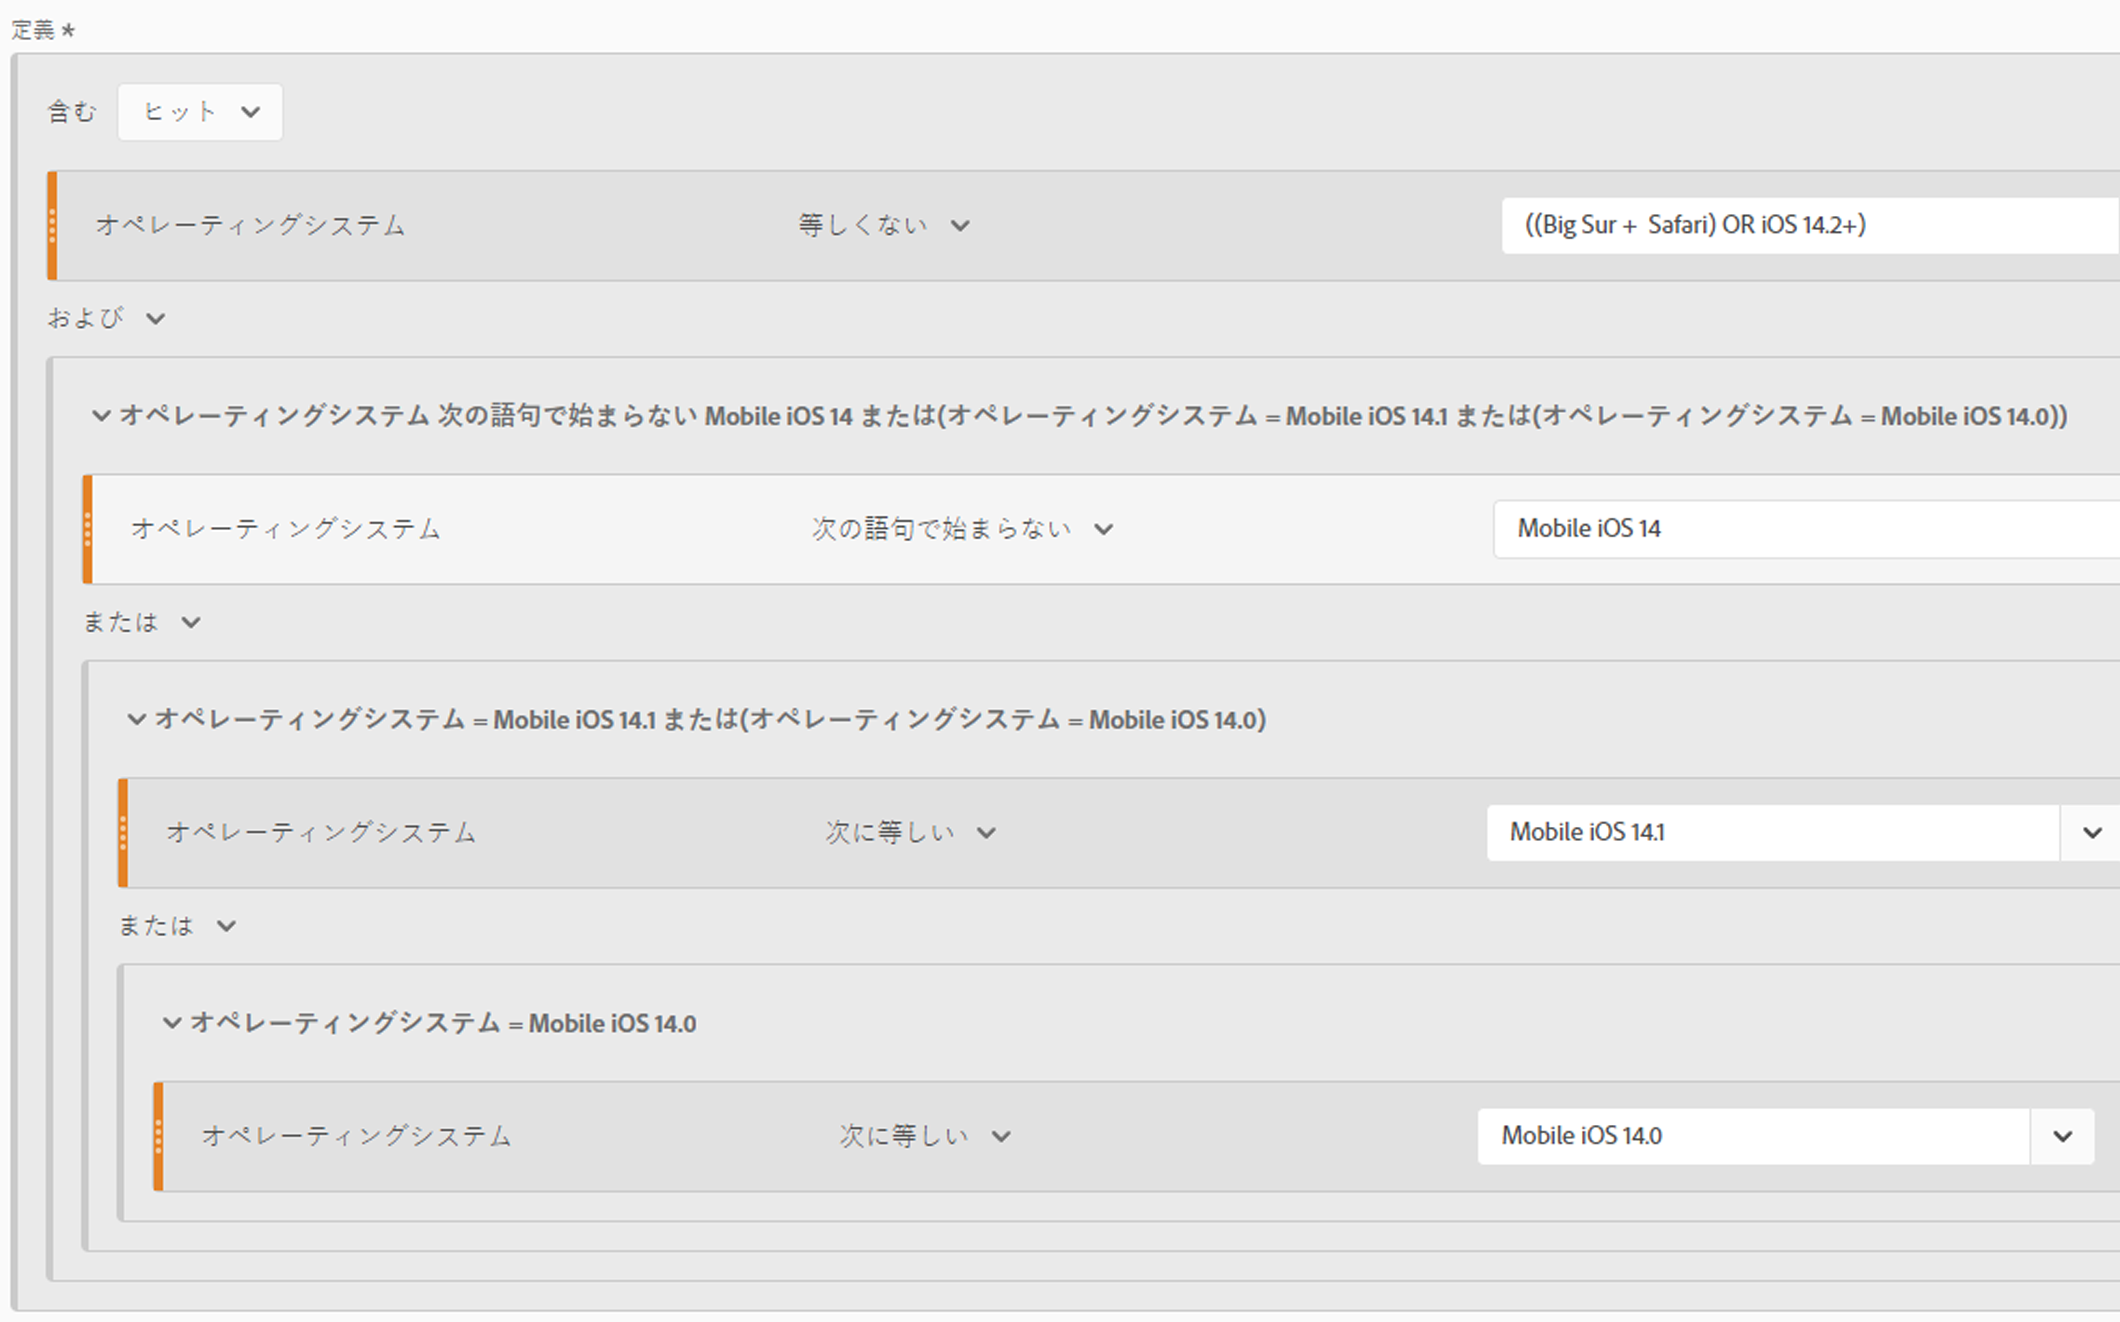 定義 *
含む ヒット
オペレーティングシステム 等しくない ((Big Sur + Safari) OR iOS 14.2+)
および
オペレーティングシステム 次の語句で始まらない Mobile iOS 14 または(オペレーティングシステム = Mobile iOS 14.1 または(オペレーティングシステム = Mobile iOS 14.0))
オペレーティングシステム 次の語句で始まらない Mobile iOS 14
または
オペレーティングシステム = Mobile iOS 14.1 または(オペレーティングシステム = Mobile iOS 14.0)
オペレーティングシステム 次に等しい Mobile iOS 14.1
または
オペレーティングシステム = Mobile iOS 14.0
オペレーティングシステム 次に等しい Mobile iOS 14.0